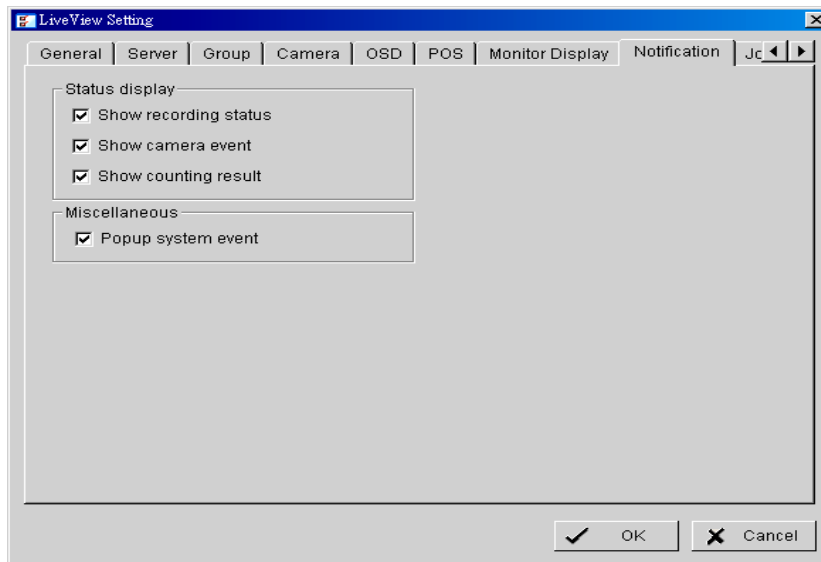 LiveView Setting
General Server Group Camera OSD POS Monitor Display Notification
Status display
Show recording status
Show camera event
Show counting result
Miscellaneous
Popup system event
OK Cancel